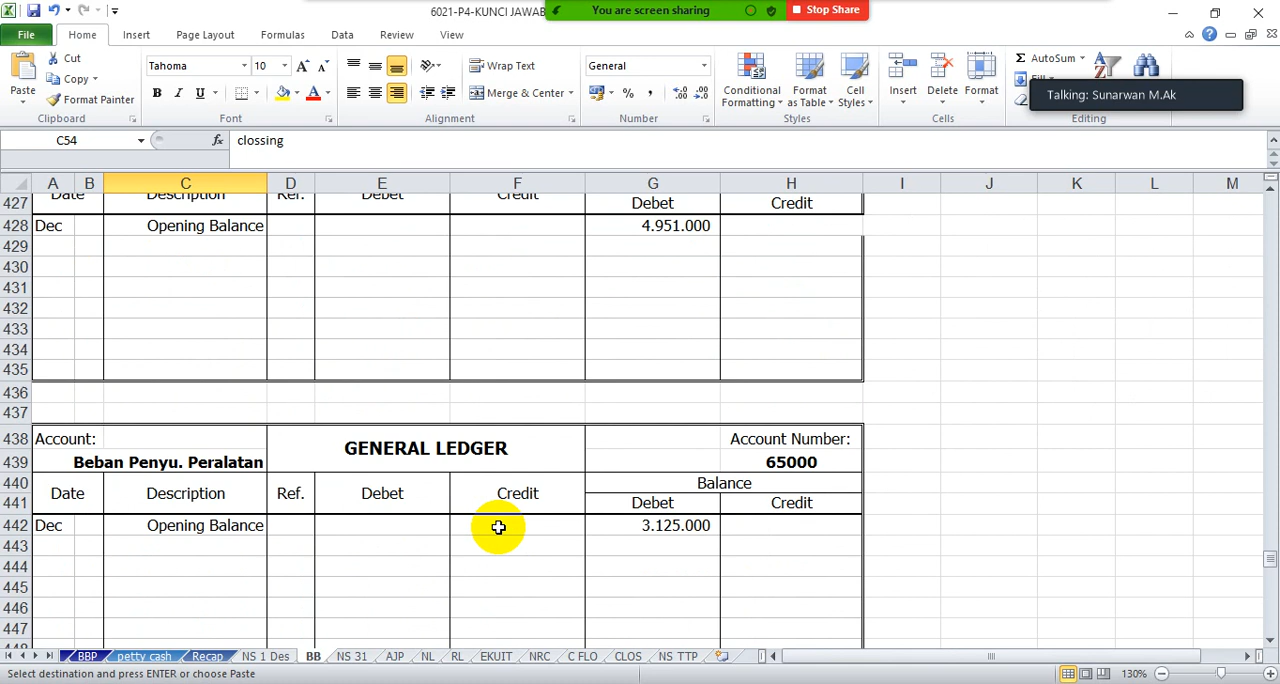 6021-P4-KUNCI JAWAB
You are screen sharing
Stop Share
File Home Insert Page Layout Formulas Data Review View
Cut
Copy
Format Painter
Paste
Clipboard
Tahoma 10
B I U A
Font
Wrap Text
Merge & Center
Alignment
General
% ,
Number
Conditional Formatting
Format as Table
Cell Styles
Styles
Insert Delete Format
Cells
AutoSum
Fill
Talking: Sunarwan M.Ak
Editing
C54 fx clossing
A B C D E F G H I J K L M
427 Date Description Ref. Debet Credit Debet Credit
428 Dec Opening Balance 4.951.000
429
430
431
432
433
434
435
436
437
438 Account: GENERAL LEDGER Account Number:
439 Beban Penyu. Peralatan 65000
440 Date Description Ref. Debet Credit Balance
441 Debet Credit
442 Dec Opening Balance 3.125.000
443
444
445
446
447
448
BBP petty cash Recap NS 1 Des BB NS 31 AJP NL RL EKUIT NRC C FLO CLOS NS TTP
Select destination and press ENTER or choose Paste 130%